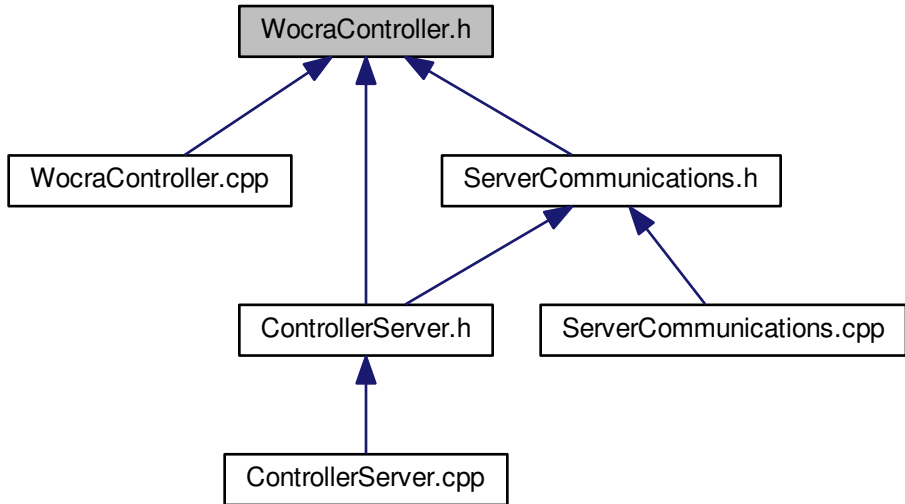 WocraController.h
WocraController.cpp
ServerCommunications.h
ControllerServer.h
ServerCommunications.cpp
ControllerServer.cpp